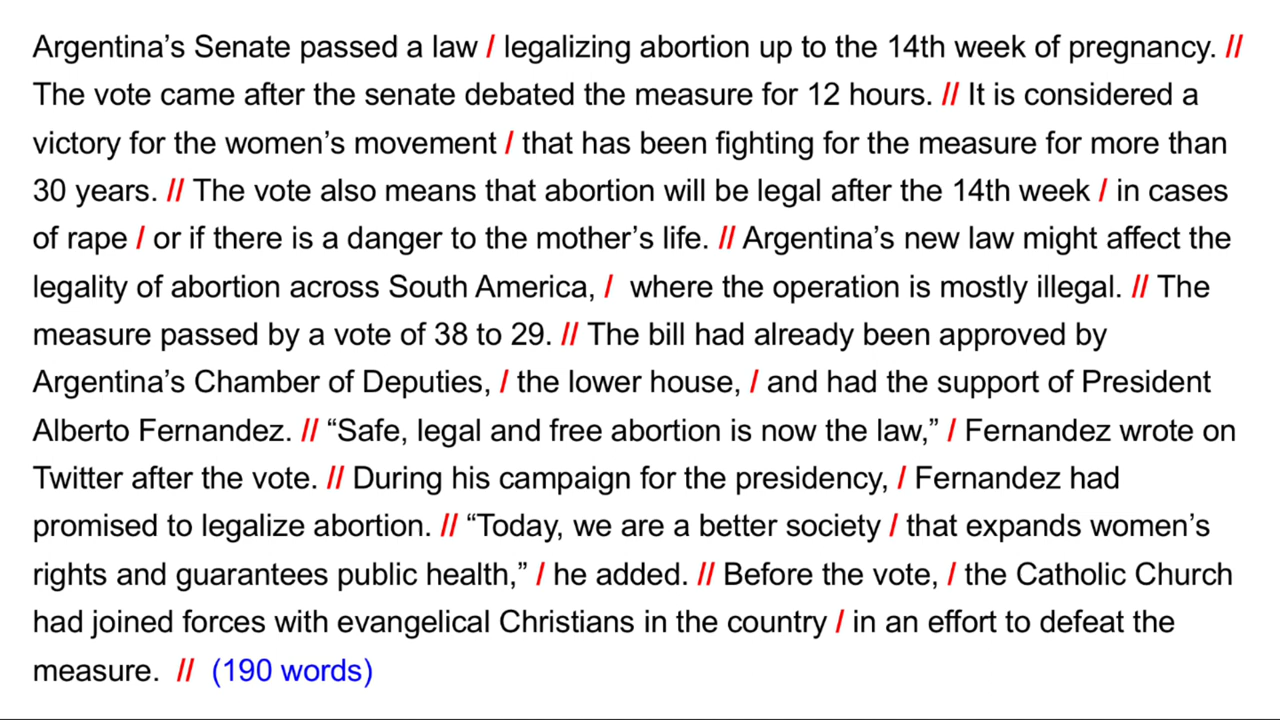 Argentina’s Senate passed a law / legalizing abortion up to the 14th week of pregnancy. //
The vote came after the senate debated the measure for 12 hours. // It is considered a
victory for the women’s movement / that has been fighting for the measure for more than
30 years. // The vote also means that abortion will be legal after the 14th week / in cases
of rape / or if there is a danger to the mother’s life. // Argentina’s new law might affect the
legality of abortion across South America, / where the operation is mostly illegal. // The
measure passed by a vote of 38 to 29. // The bill had already been approved by
Argentina’s Chamber of Deputies, / the lower house, / and had the support of President
Alberto Fernandez. // “Safe, legal and free abortion is now the law,” / Fernandez wrote on
Twitter after the vote. // During his campaign for the presidency, / Fernandez had
promised to legalize abortion. // “Today, we are a better society / that expands women’s
rights and guarantees public health,” / he added. // Before the vote, / the Catholic Church
had joined forces with evangelical Christians in the country / in an effort to defeat the
measure. // (190 words)